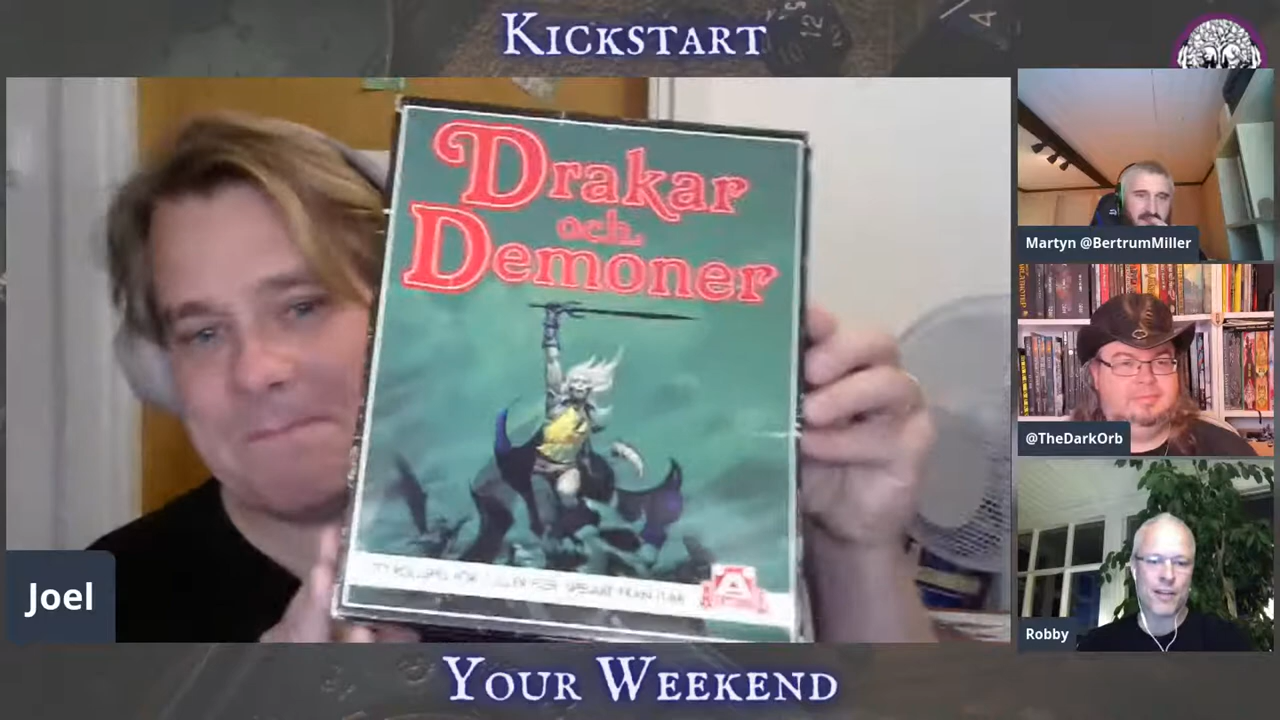 KICKSTART
Drakar
och
Demoner
A
Joel
Martyn @BertrumMiller
@TheDarkOrb
Robby
YOUR WEEKEND